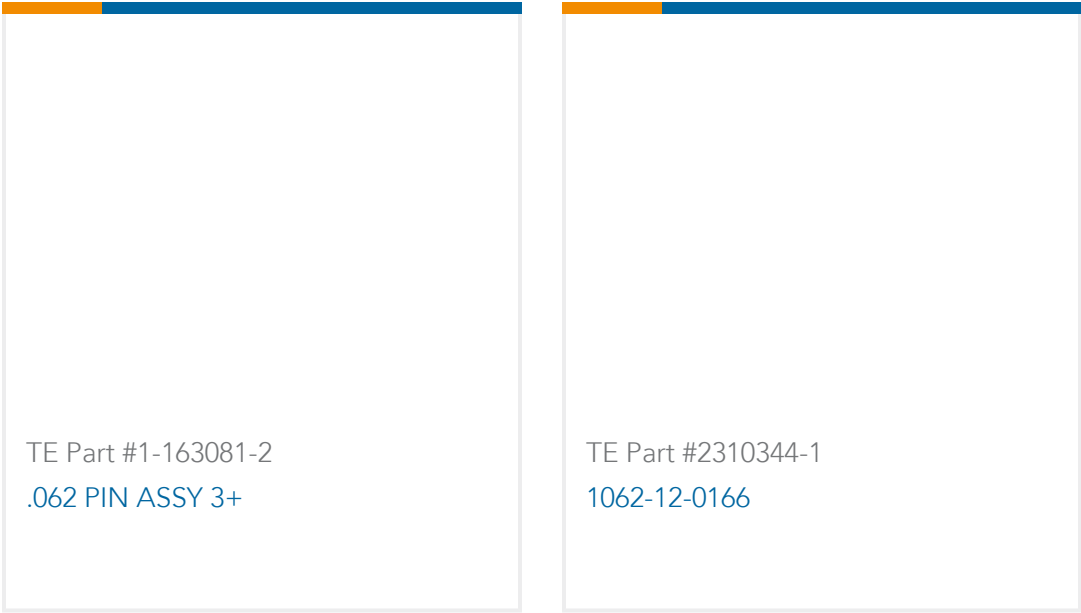 TE Part #1-163081-2
.062 PIN ASSY 3+
TE Part #2310344-1
1062-12-0166